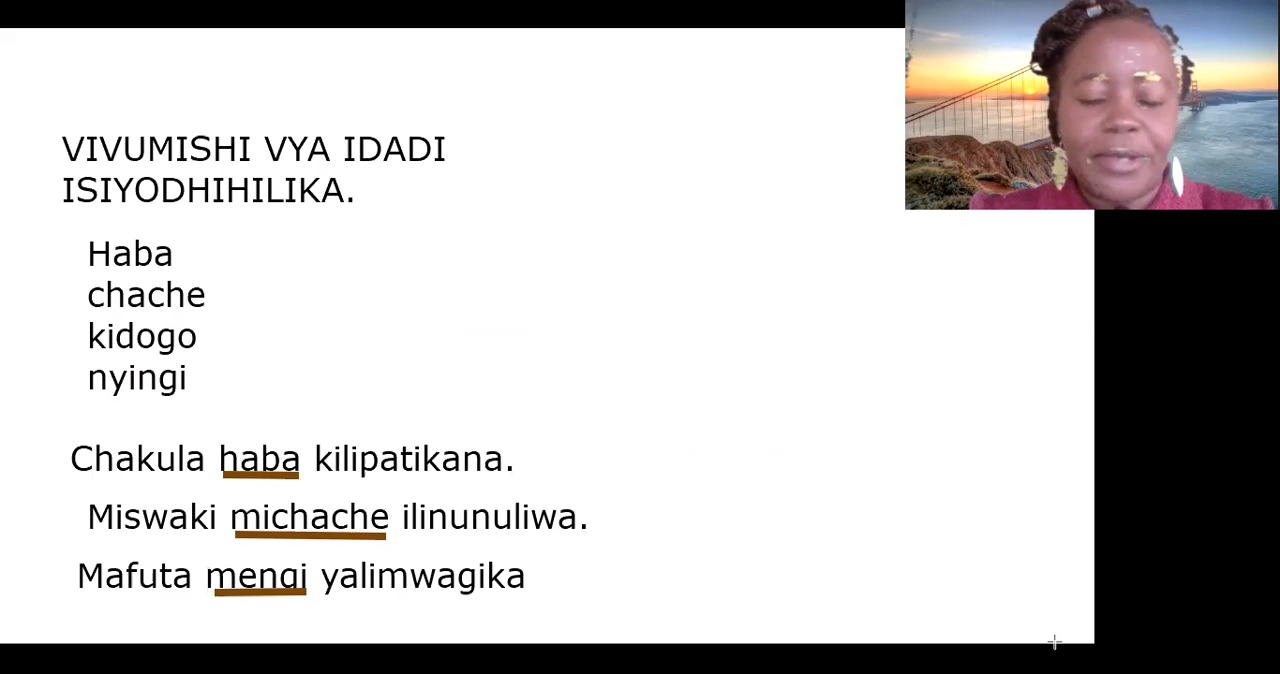 VIVUMISHI VYA IDADI
ISIYODHIHILIKA.
Haba
chache
kidogo
nyingi
Chakula haba kilipatikana.
Miswaki michache ilinunuliwa.
Mafuta mengi yalimwagika